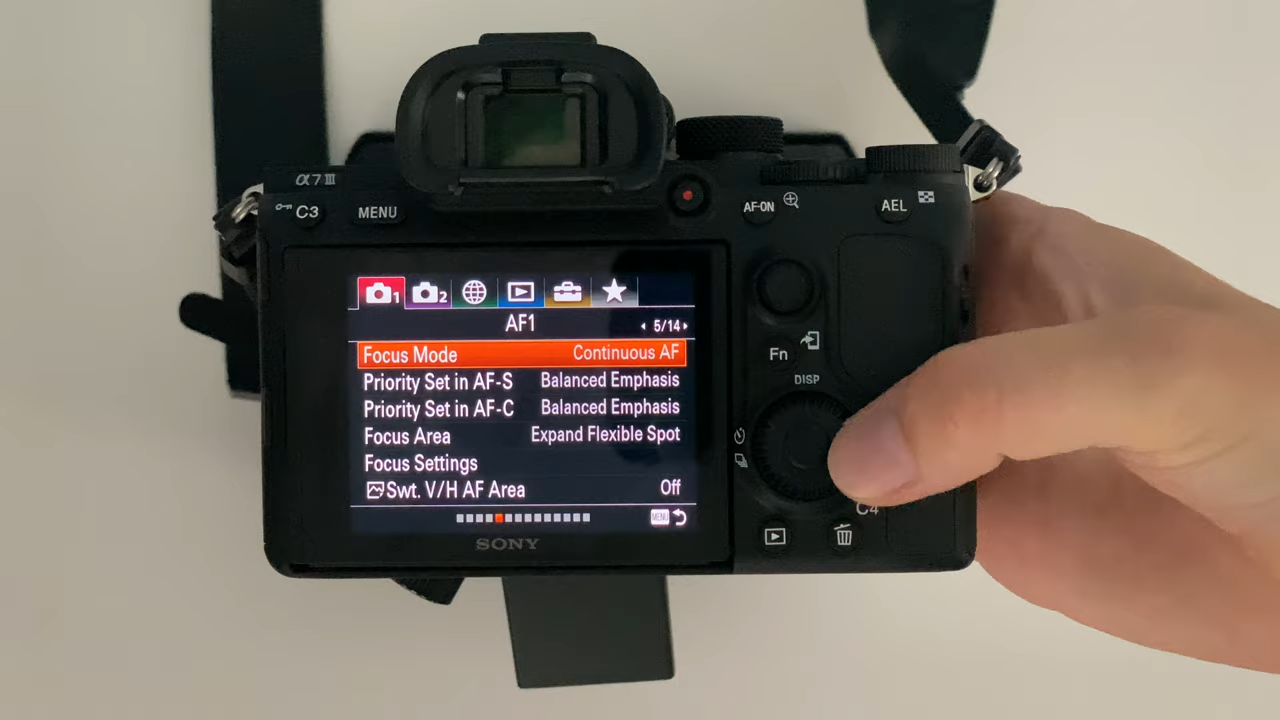 α7III
C3
MENU
AF-ON
AEL
1
2
AF1
5/14
Focus Mode Continuous AF
Priority Set in AF-S Balanced Emphasis
Priority Set in AF-C Balanced Emphasis
Focus Area Expand Flexible Spot
Focus Settings
Swt. V/H AF Area Off
MENU
Fn
DISP
C4
SONY